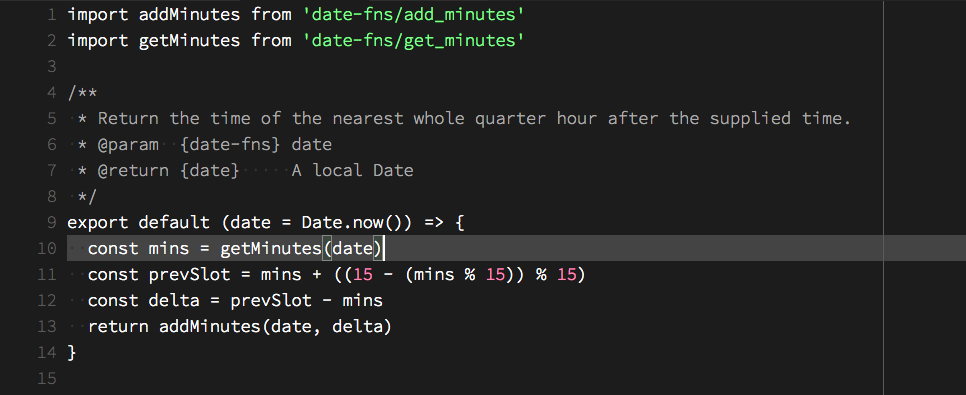 1 import addMinutes from 'date-fns/add_minutes'
2 import getMinutes from 'date-fns/get_minutes'
3
4 /**
5  * Return the time of the nearest whole quarter hour after the supplied time.
6  * @param  {date-fns} date
7  * @return {date}     A local Date
8  */
9 export default (date = Date.now()) => {
10   const mins = getMinutes(date)
11   const prevSlot = mins + ((15 - (mins % 15)) % 15)
12   const delta = prevSlot - mins
13   return addMinutes(date, delta)
14 }
15